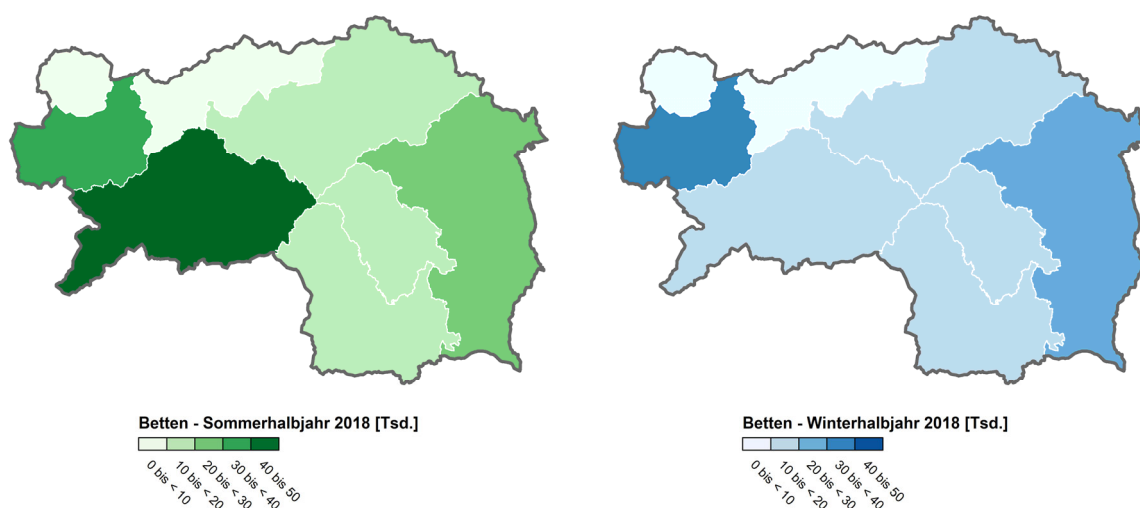 Betten - Sommerhalbjahr 2018 [Tsd.]
0 bis < 10
10 bis < 20
20 bis < 30
30 bis < 40
40 bis 50
Betten - Winterhalbjahr 2018 [Tsd.]
0 bis < 10
10 bis < 20
20 bis < 30
30 bis < 40
40 bis 50